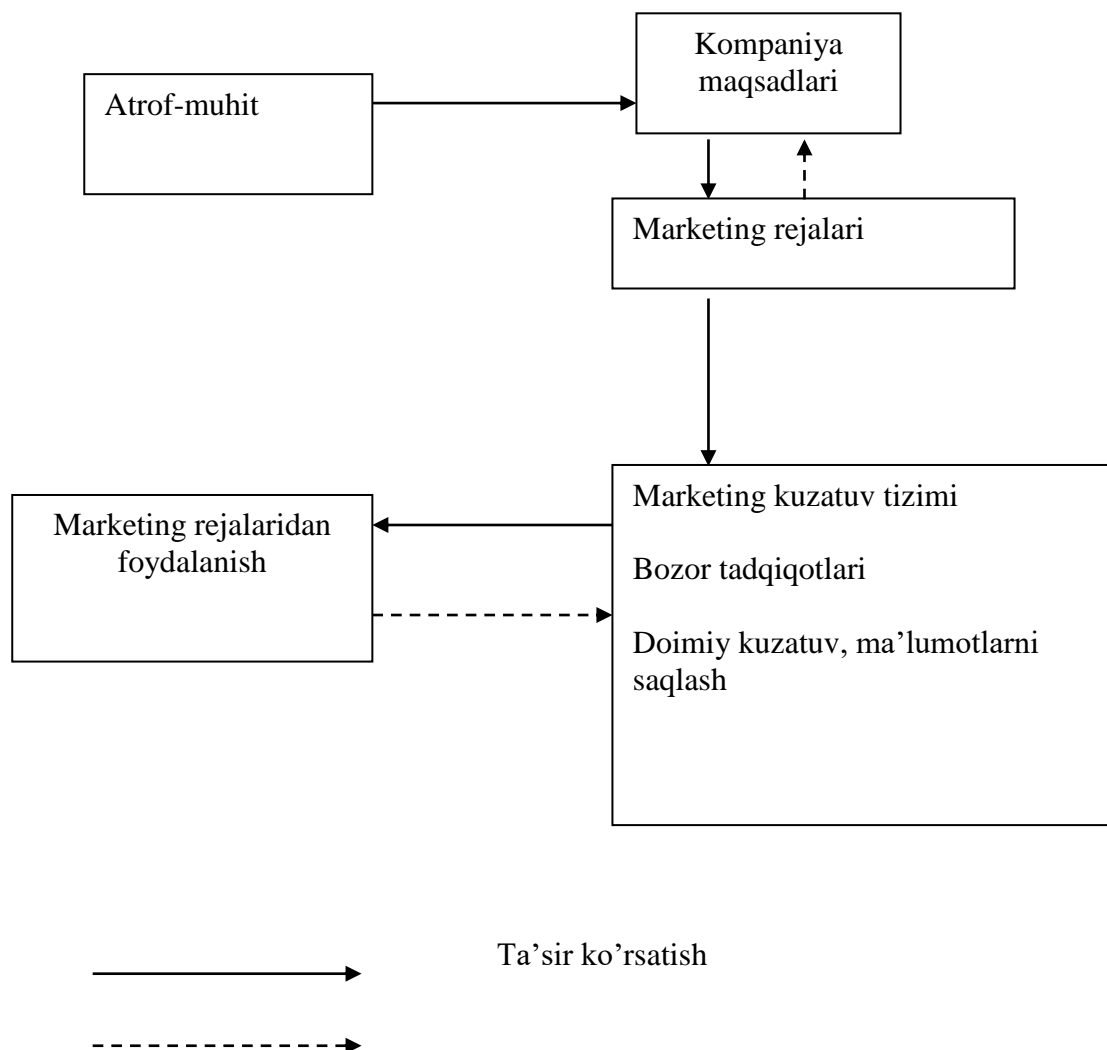 Kompaniya
maqsadlari
Atrof-muhit
Marketing rejalari
Marketing kuzatuv tizimi
Bozor tadqiqotlari
Doimiy kuzatuv, ma’lumotlarni
saqlash
Marketing rejalaridan
foydalanish
Ta’sir ko’rsatish